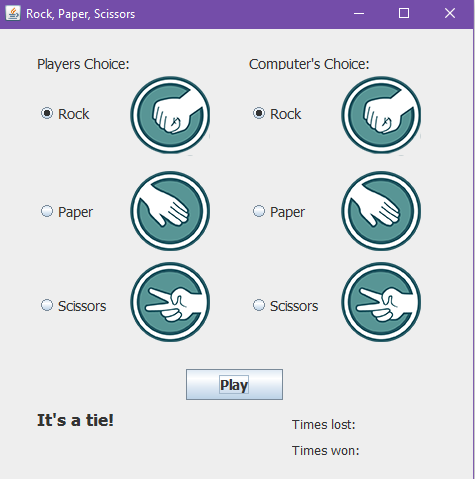 Rock, Paper, Scissors
Players Choice: Computer's Choice:
Rock Rock
Paper Paper
Scissors Scissors
Play
It's a tie!
Times lost:
Times won: